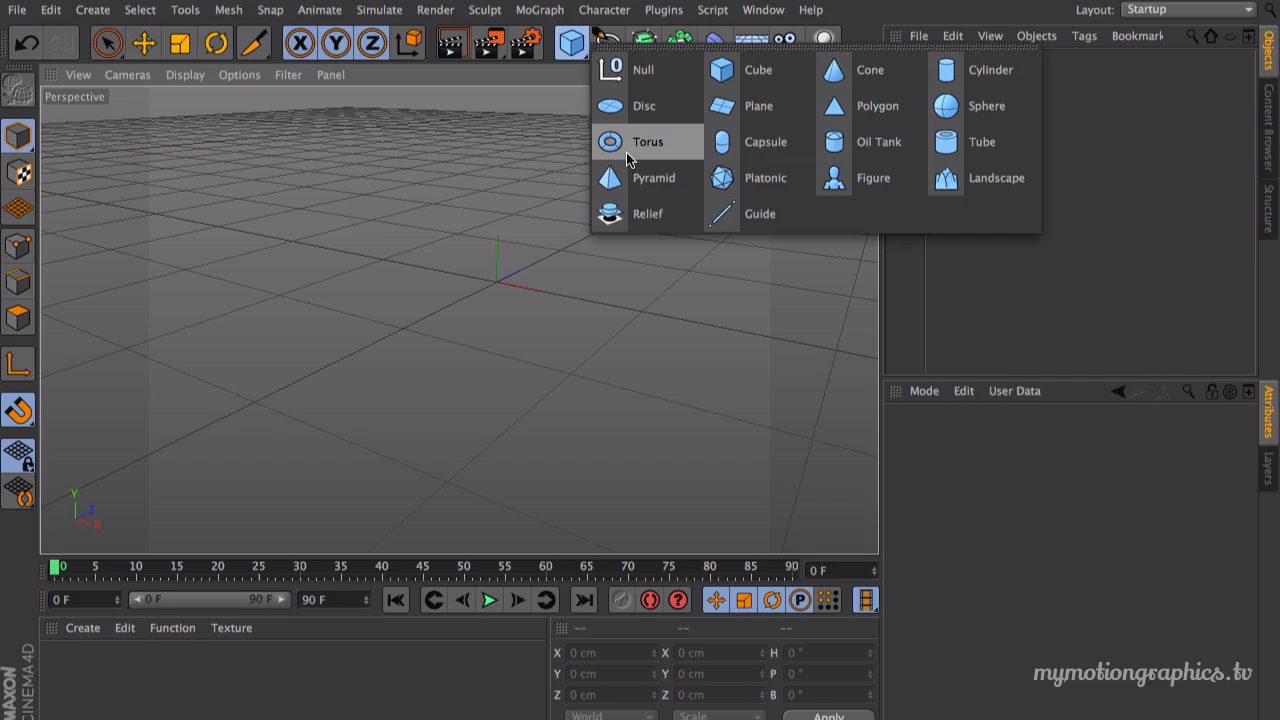 File Edit Create Select Tools Mesh Snap Animate Simulate Render Sculpt MoGraph Character Plugins Script Window Help Layout: Startup
X Y Z
File Edit View Objects Tags Bookmark
View Cameras Display Options Filter Panel
Perspective
0 Null Cube Cone Cylinder
Disc Plane Polygon Sphere
Torus Capsule Oil Tank Tube
Pyramid Platonic Figure Landscape
Relief Guide
Objects
Content Browser
Structure
Mode Edit User Data
Attributes
Layers
Y
Z
X
0 5 10 15 20 25 30 35 40 45 50 55 60 65 70 75 80 85 90 0 F
0 F 0 F 90 F 90 F ? P
Create Edit Function Texture
-- -- --
X 0 cm X 0 cm H 0 °
Y 0 cm Y 0 cm P 0 °
Z 0 cm Z 0 cm B 0 °
World Scale Apply
MAXON
CINEMA 4D
mymotiongraphics.tv